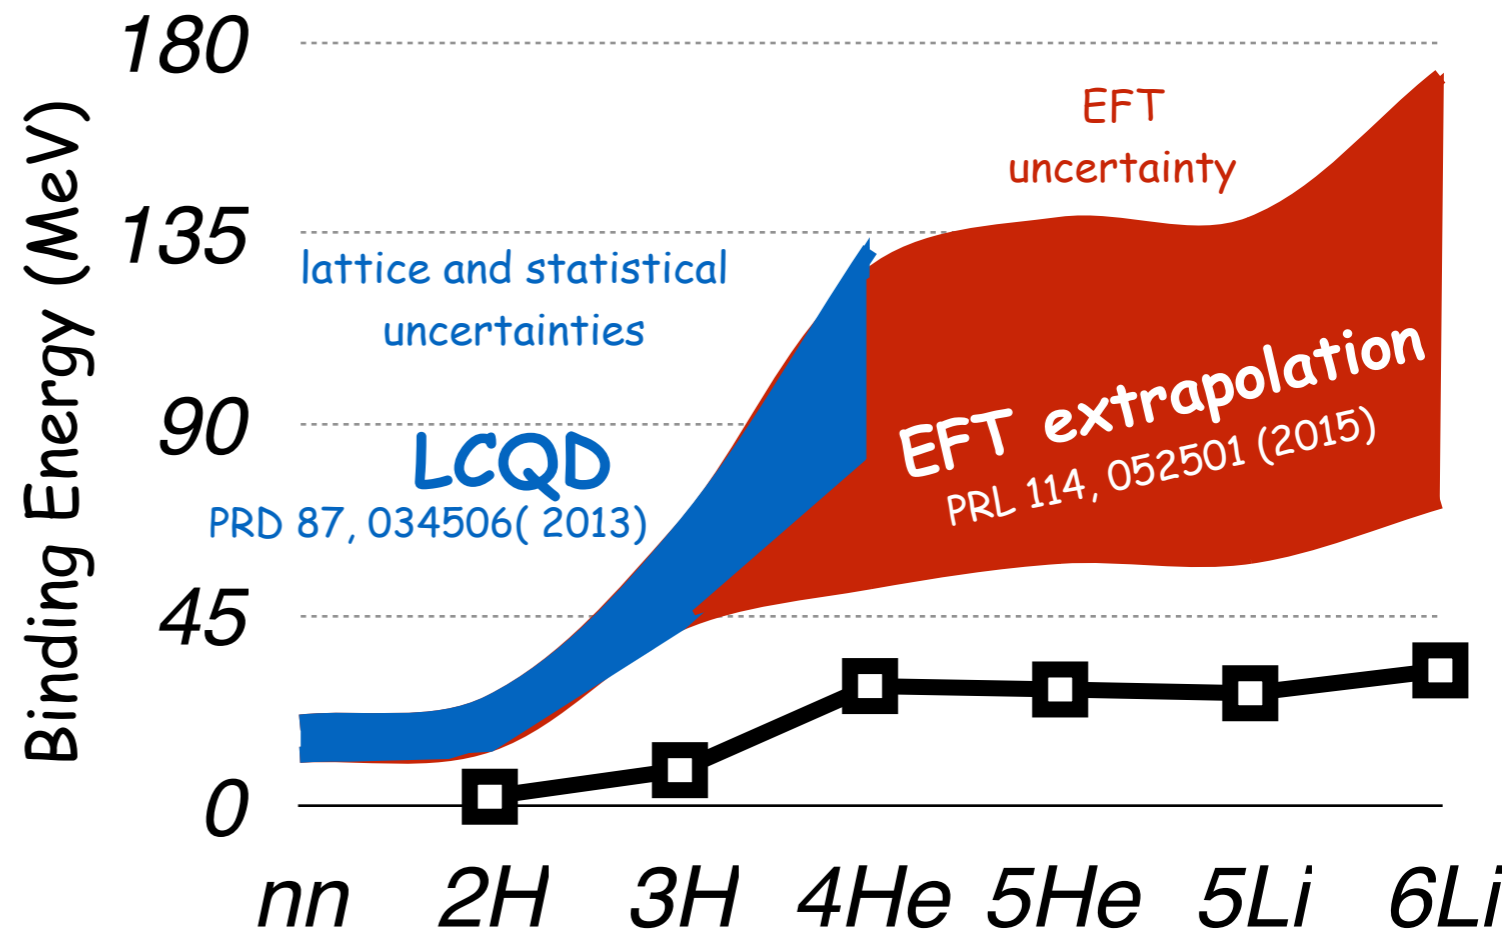 180
EFT
uncertainty
135
lattice and statistical
uncertainties
Binding Energy (MeV)
90
LCQD
PRD 87, 034506( 2013)
EFT extrapolation
PRL 114, 052501 (2015)
45
0
nn 2H 3H 4He 5He 5Li 6Li